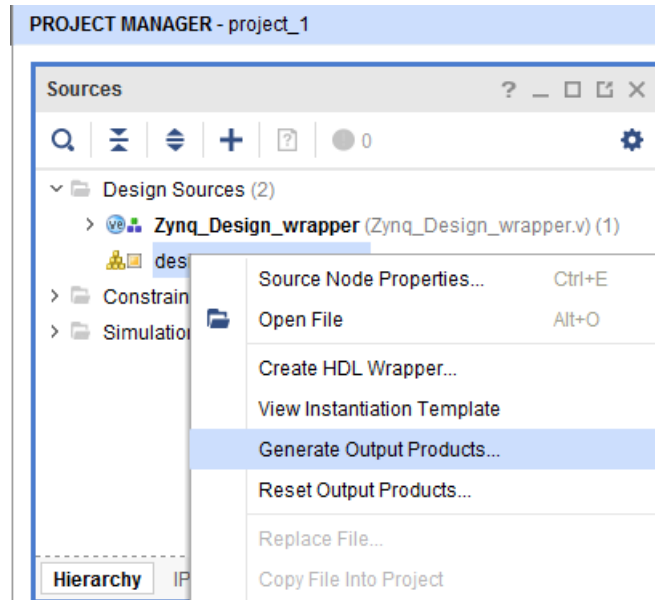 PROJECT MANAGER - project_1
Sources
0
Design Sources (2)
Zynq_Design_wrapper (Zynq_Design_wrapper.v) (1)
des
Constrain
Simulation
Source Node Properties... Ctrl+E
Open File Alt+O
Create HDL Wrapper...
View Instantiation Template
Generate Output Products...
Reset Output Products...
Replace File...
Copy File Into Project
Hierarchy IP